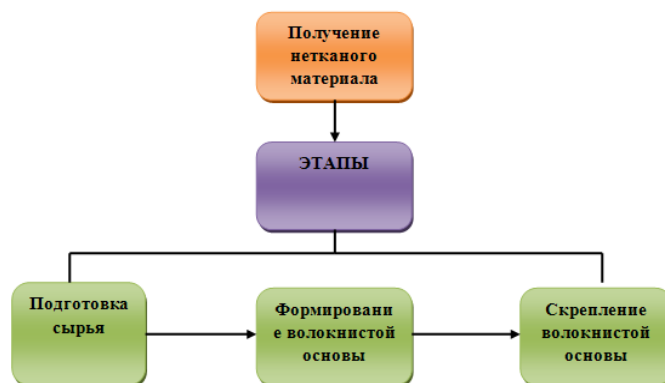 Получение
нетканого
материала
ЭТАПЫ
Подготовка
сырья
Формировани
е волокнистой
основы
Скрепление
волокнистой
основы